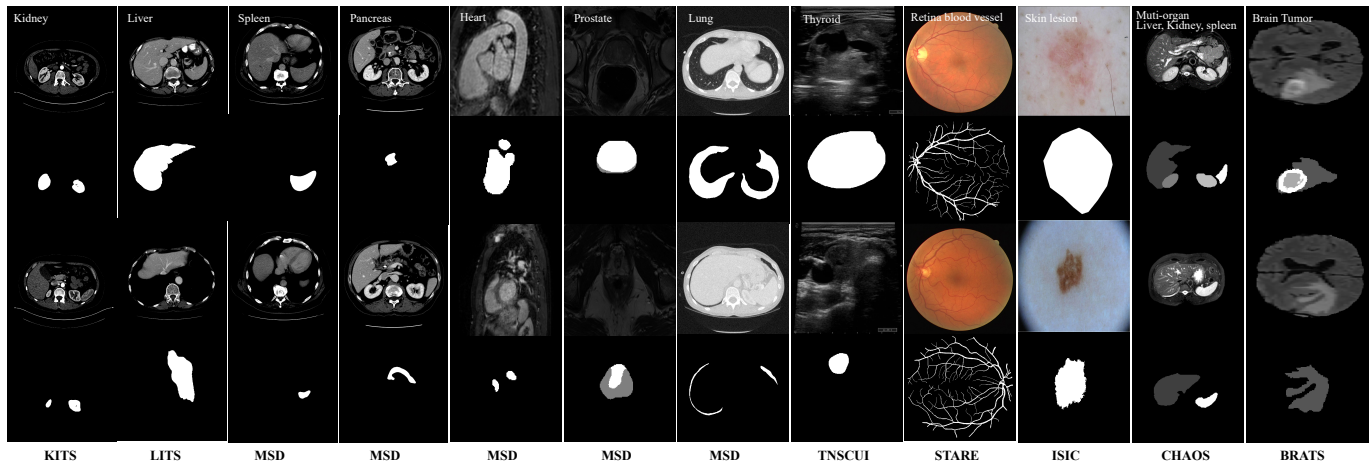 Kidney
Liver
Spleen
Pancreas
Heart
Prostate
Lung
Thyroid
Retina blood vessel
Skin lesion
Muti-organ
Liver, Kidney, spleen
Brain Tumor
KITS
LITS
MSD
MSD
MSD
MSD
MSD
TNSCUI
STARE
ISIC
CHAOS
BRATS